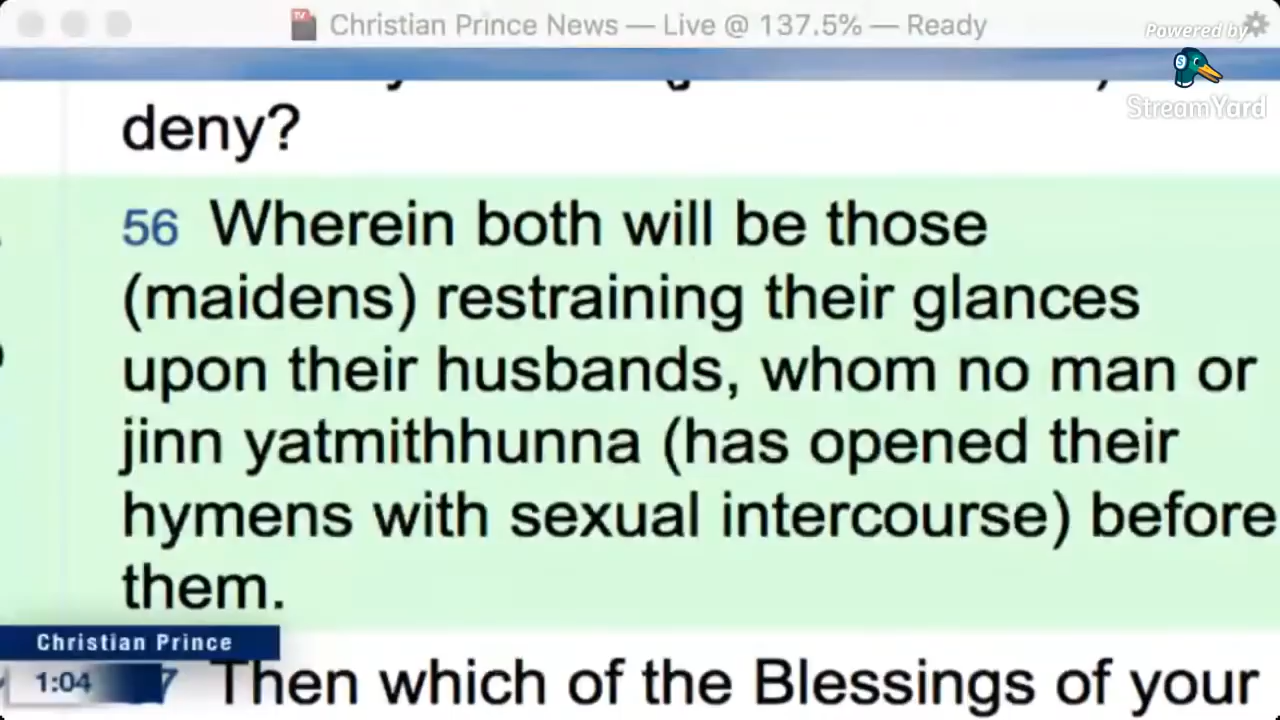 Christian Prince News — Live @ 137.5% — Ready
Powered by
StreamYard
deny?
56 Wherein both will be those
(maidens) restraining their glances
upon their husbands, whom no man or
jinn yatmithhunna (has opened their
hymens with sexual intercourse) before
them.
Christian Prince
1:04
7 Then which of the Blessings of your